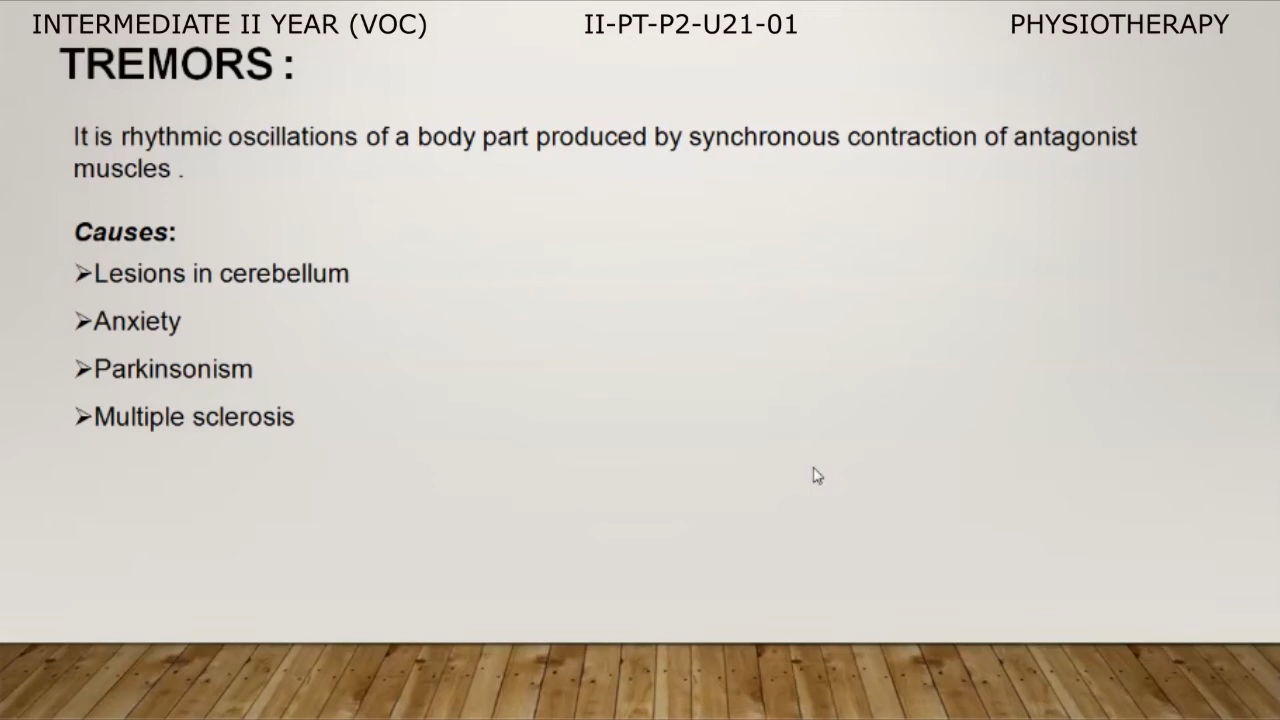 INTERMEDIATE II YEAR (VOC) II-PT-P2-U21-01 PHYSIOTHERAPY
TREMORS :
It is rhythmic oscillations of a body part produced by synchronous contraction of antagonist
muscles .
Causes:
➢Lesions in cerebellum
➢Anxiety
➢Parkinsonism
➢Multiple sclerosis